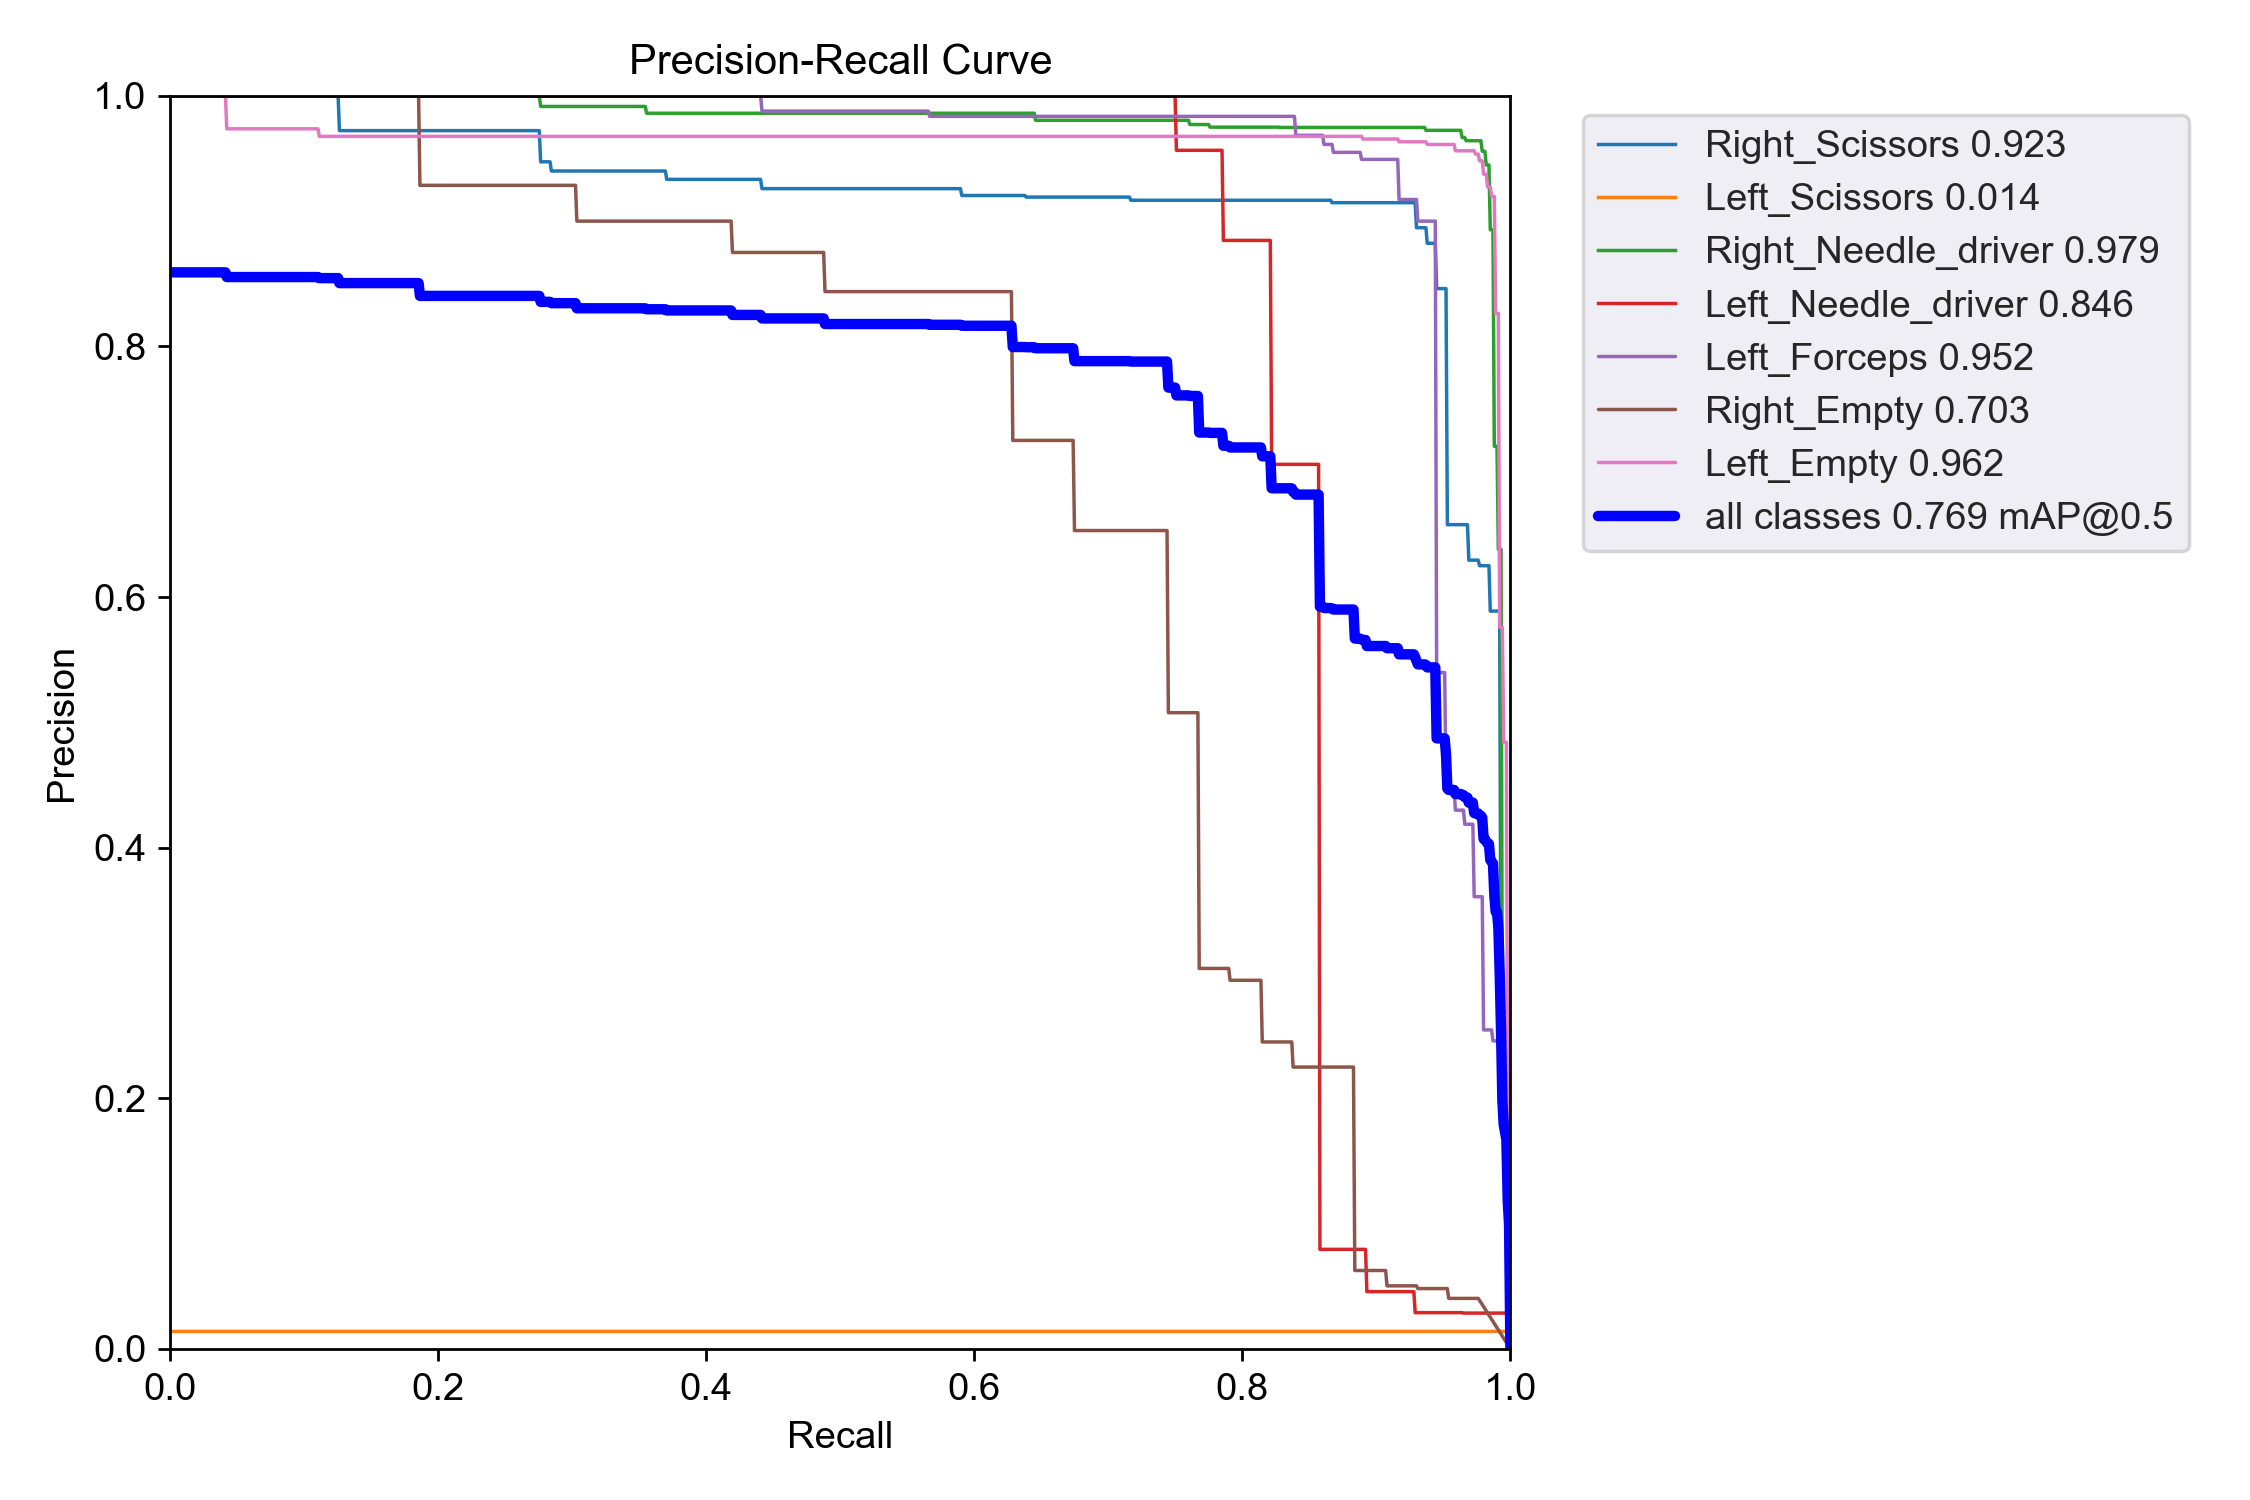 Precision-Recall Curve
1.0
0.8
0.6
0.4
0.2
0.0
Precision
0.0 0.2 0.4 0.6 0.8 1.0
Recall
Right_Scissors 0.923
Left_Scissors 0.014
Right_Needle_driver 0.979
Left_Needle_driver 0.846
Left_Forceps 0.952
Right_Empty 0.703
Left_Empty 0.962
all classes 0.769 mAP@0.5